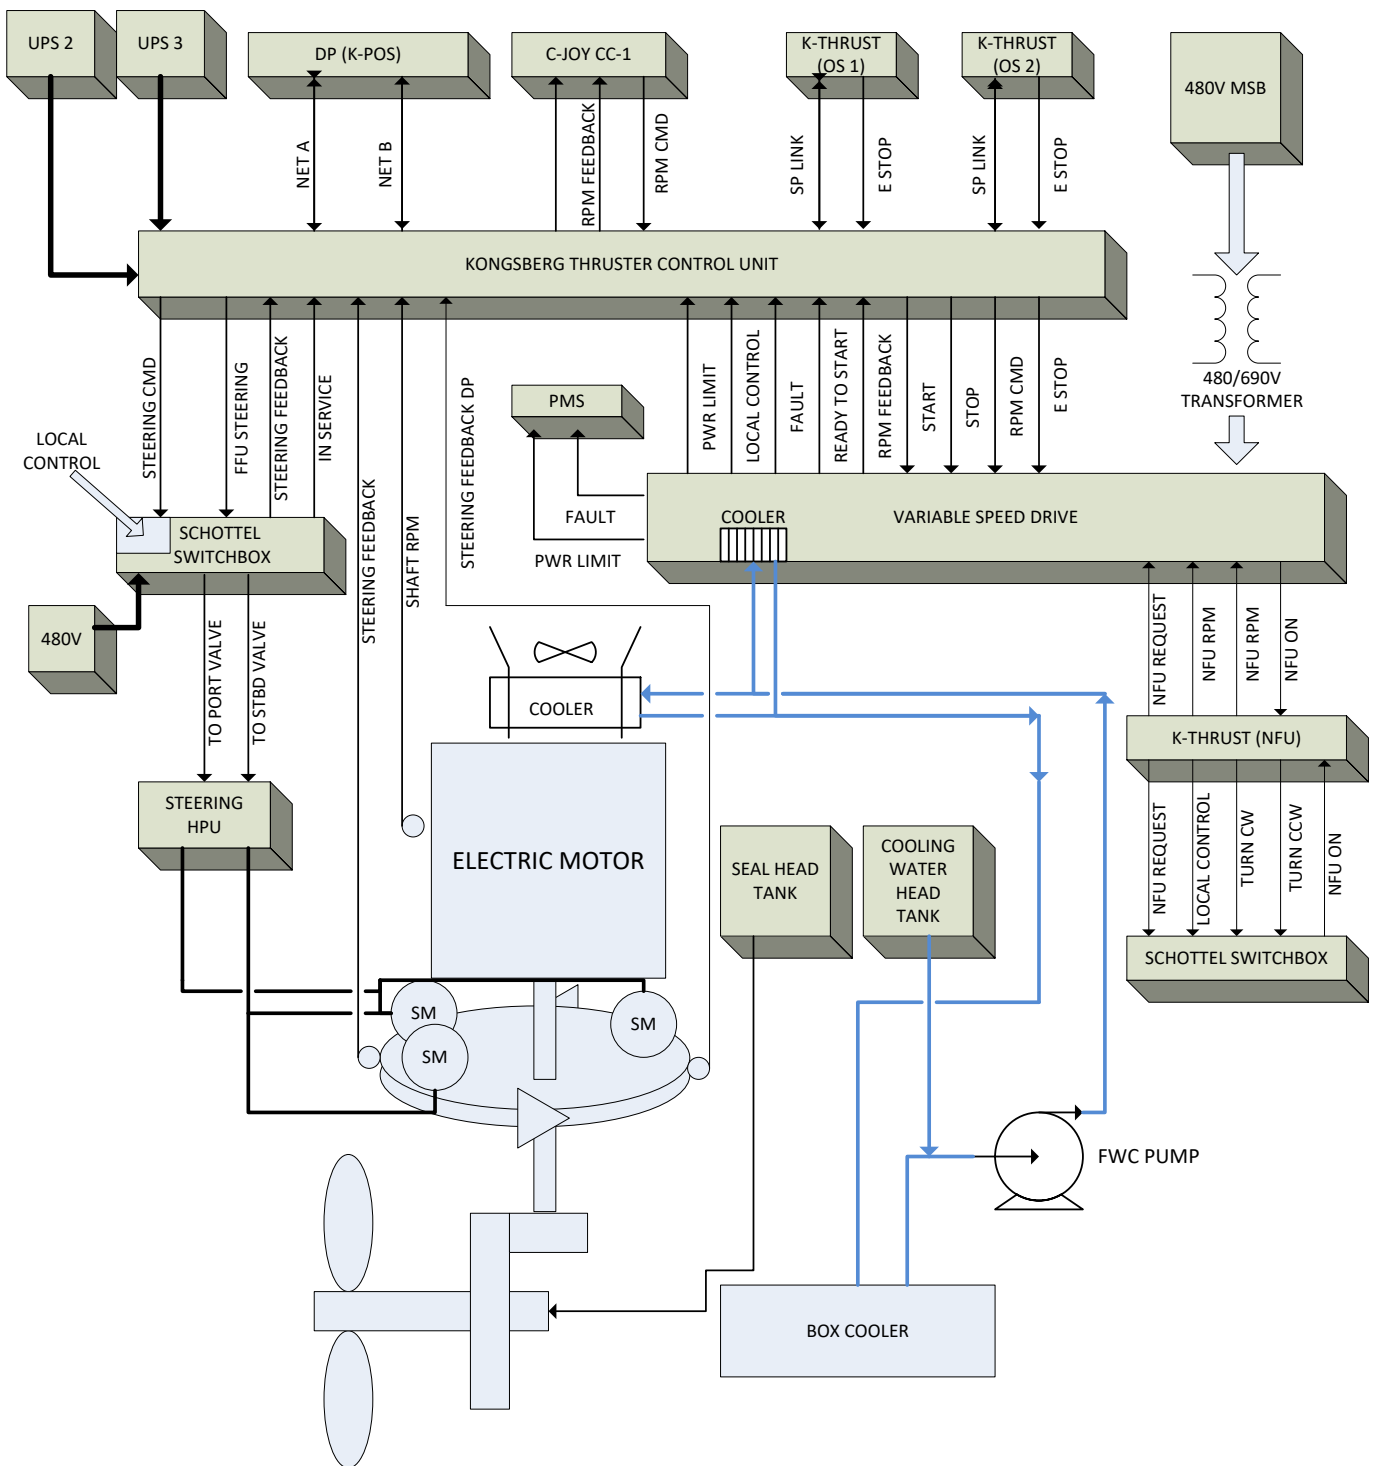 UPS 2
UPS 3
DP (K-POS)
C-JOY CC-1
K-THRUST
(OS 1)
K-THRUST
(OS 2)
480V MSB
NET A
NET B
RPM FEEDBACK
RPM CMD
SP LINK
E STOP
SP LINK
E STOP
KONGSBERG THRUSTER CONTROL UNIT
480/690V
TRANSFORMER
STEERING CMD
FFU STEERING
STEERING FEEDBACK
IN SERVICE
STEERING FEEDBACK
SHAFT RPM
STEERING FEEDBACK DP
PWR LIMIT
LOCAL CONTROL
FAULT
READY TO START
RPM FEEDBACK
START
STOP
RPM CMD
E STOP
PMS
LOCAL
CONTROL
FAULT
PWR LIMIT
COOLER
VARIABLE SPEED DRIVE
SCHOTTEL
SWITCHBOX
480V
TO PORT VALVE
TO STBD VALVE
NFU REQUEST
NFU RPM
NFU RPM
NFU ON
COOLER
K-THRUST (NFU)
STEERING
HPU
ELECTRIC MOTOR
SEAL HEAD
TANK
COOLING
WATER
HEAD
TANK
NFU REQUEST
LOCAL CONTROL
TURN CW
TURN CCW
NFU ON
SCHOTTEL SWITCHBOX
SM
SM
SM
FWC PUMP
BOX COOLER